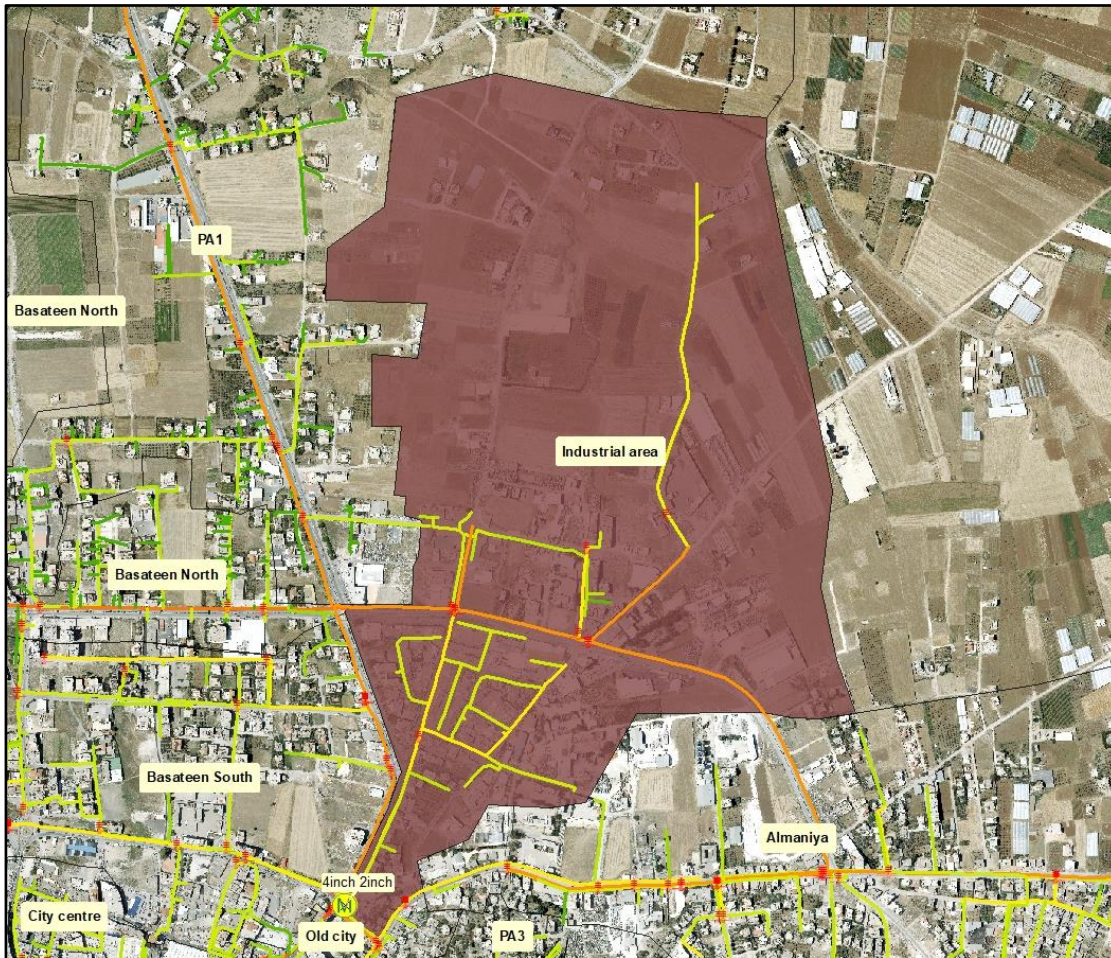 PA1
Basateen North
Industrial area
Basateen North
Basateen South
Almaniya
4inch 2inch
City centre
Old city
PA3